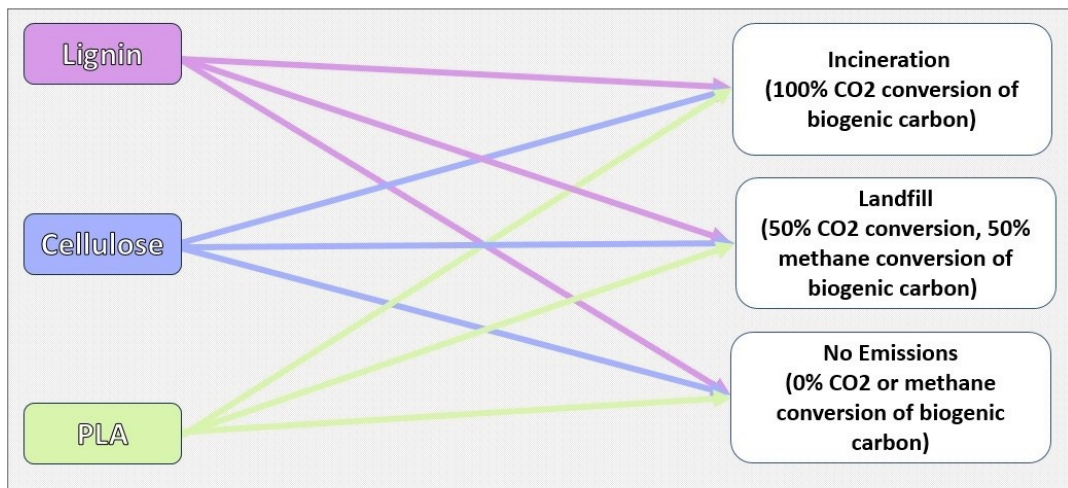 Lignin
Cellulose
PLA
Incineration
(100% CO2 conversion of
biogenic carbon)
Landfill
(50% CO2 conversion, 50%
methane conversion of
biogenic carbon)
No Emissions
(0% CO2 or methane
conversion of biogenic
carbon)